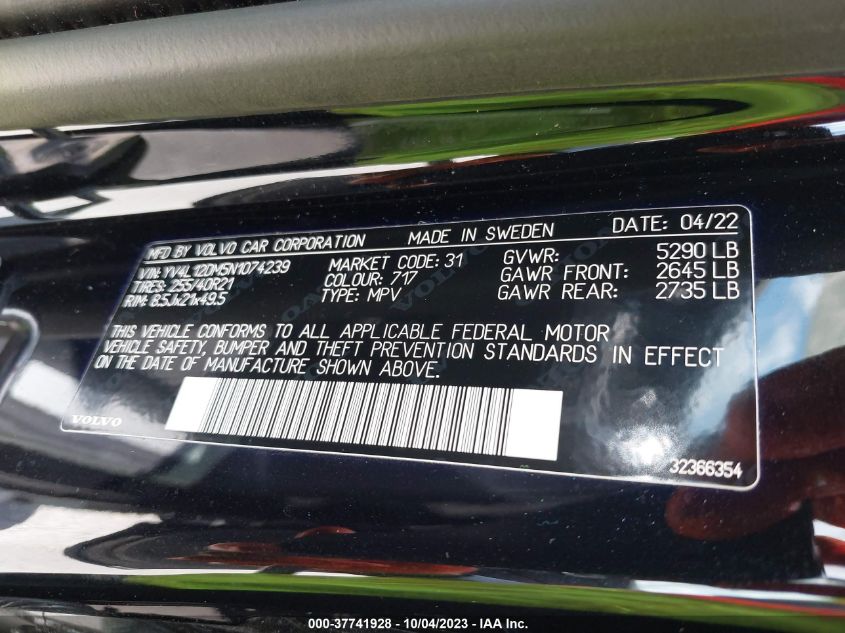 MFD BY VOLVO CAR CORPORATION MADE IN SWEDEN DATE: 04/22
VIN: YV4L12DM5N1074239 MARKET CODE: 31 GVWR: 5290 LB
TIRES: 255/40R21 COLOUR: 717 GAWR FRONT: 2645 LB
RIM: 8.5Jx21x49.5 TYPE: MPV GAWR REAR: 2735 LB
THIS VEHICLE CONFORMS TO ALL APPLICABLE FEDERAL MOTOR
VEHICLE SAFETY, BUMPER AND THEFT PREVENTION STANDARDS IN EFFECT
ON THE DATE OF MANUFACTURE SHOWN ABOVE.
VOLVO
32366354
000-37741928 - 10/04/2023 - IAA Inc.